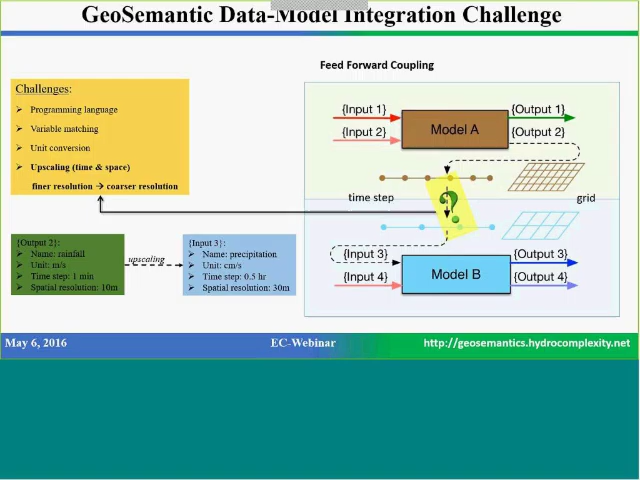 GeoSemantic Data-Model Integration Challenge
Feed Forward Coupling
Challenges:
➢ Programming language
➢ Variable matching
➢ Unit conversion
➢ Upscaling (time & space)
finer resolution → coarser resolution
{Input 1}
{Input 2}
Model A
{Output 1}
{Output 2}
time step
?
grid
{Output 2}:
➢ Name: rainfall
➢ Unit: m/s
➢ Time step: 1 min
➢ Spatial resolution: 10m
upscaling
{Input 3}:
➢ Name: precipitation
➢ Unit: cm/s
➢ Time step: 0.5 hr
➢ Spatial resolution: 30m
{Input 3}
{Input 4}
Model B
{Output 3}
{Output 4}
May 6, 2016 EC-Webinar http://geosemantics.hydrocomplexity.net